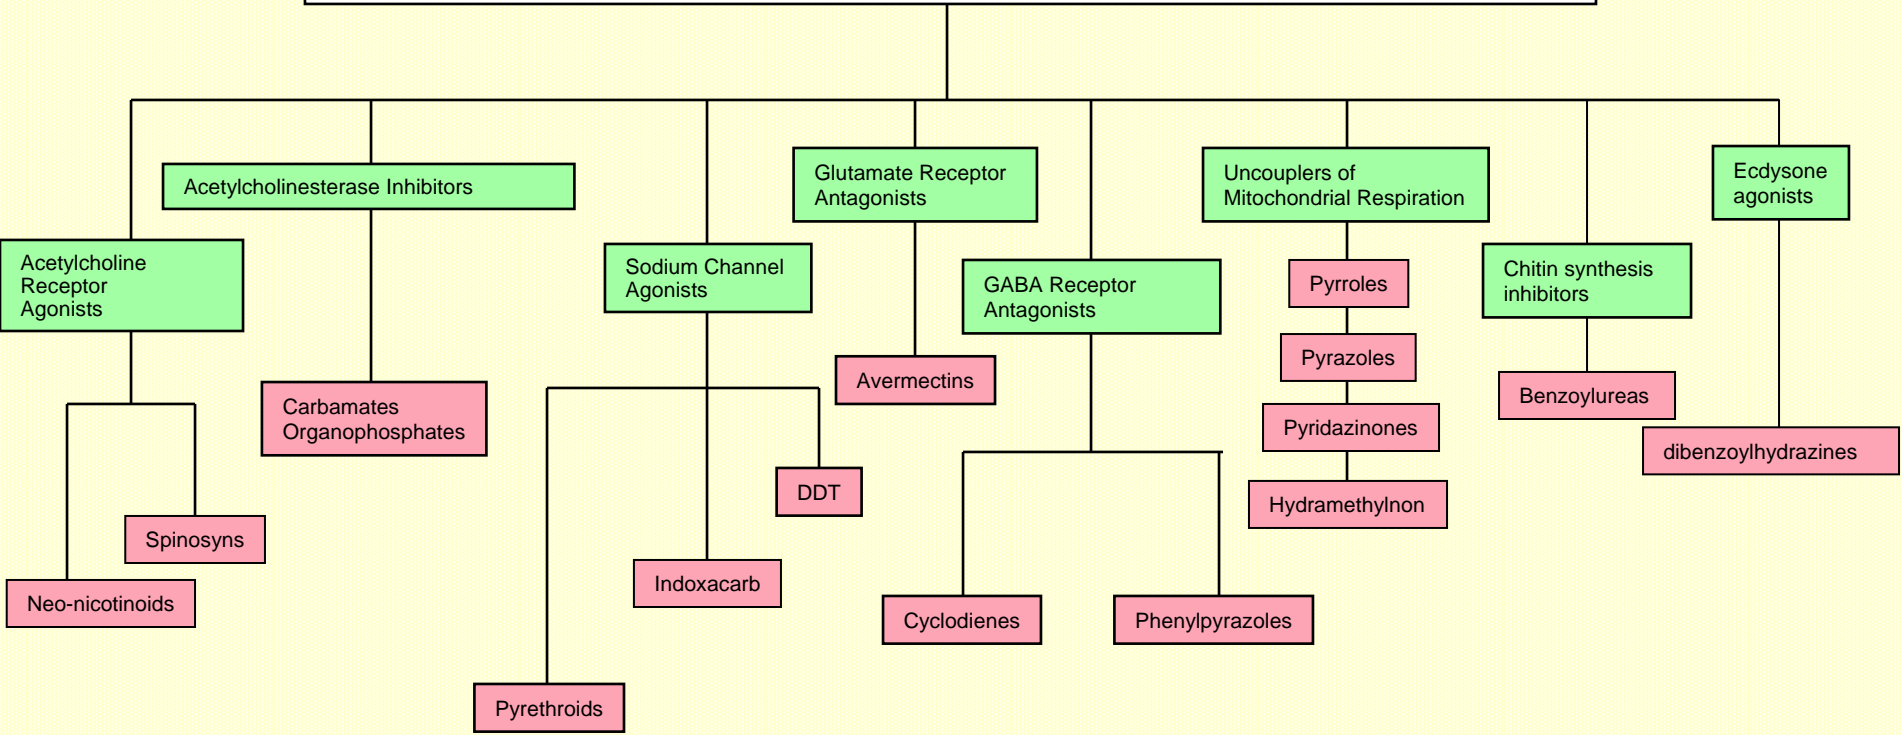 Acetylcholinesterase Inhibitors
Glutamate Receptor
Antagonists
Uncouplers of
Mitochondrial Respiration
Ecdysone
agonists
Acetylcholine
Receptor
Agonists
Sodium Channel
Agonists
GABA Receptor
Antagonists
Pyrroles
Chitin synthesis
inhibitors
Pyrazoles
Avermectins
Benzoylureas
Carbamates
Organophosphates
Pyridazinones
dibenzoylhydrazines
DDT
Hydramethylnon
Spinosyns
Indoxacarb
Neo-nicotinoids
Cyclodienes
Phenylpyrazoles
Pyrethroids